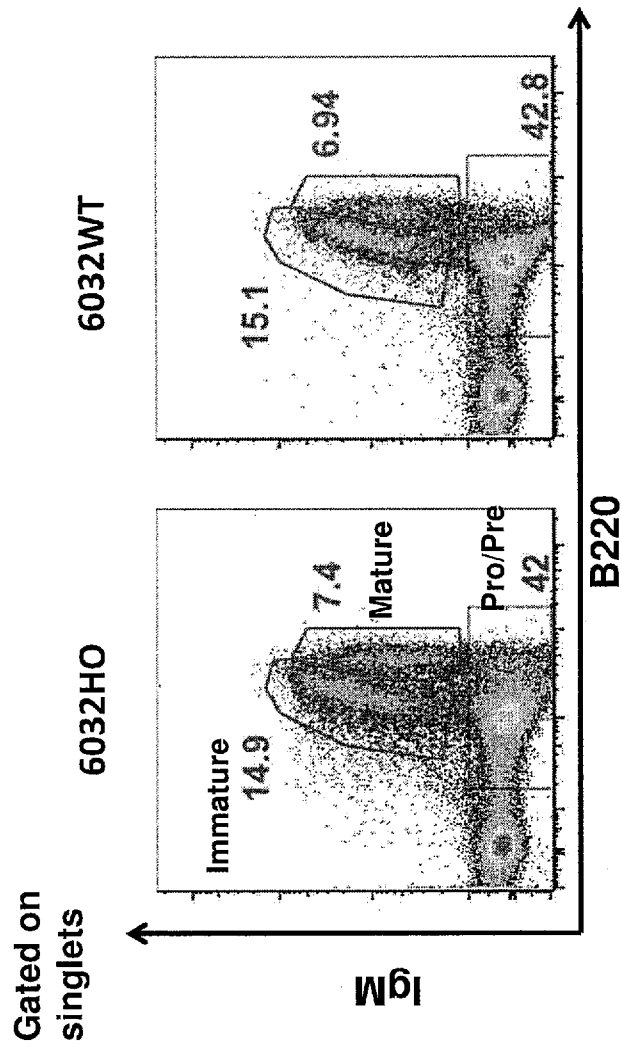 Gated on
singlets
6032HO
6032WT
Immature
14.9
7.4
Mature
Pro/Pre
42
15.1
6.94
42.8
IgM
B220